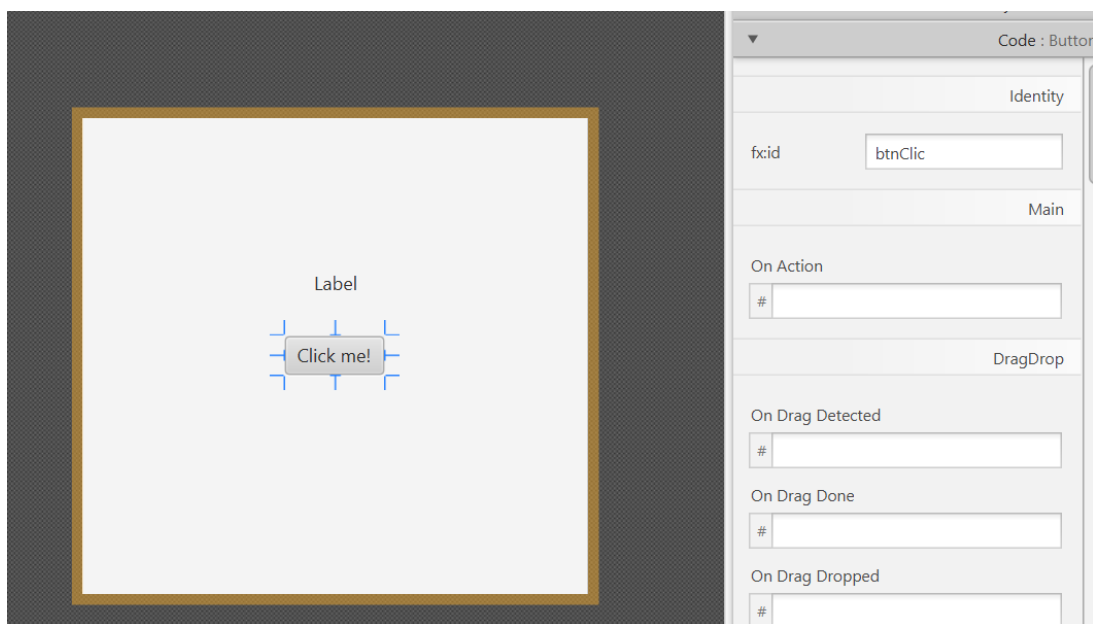 Code : Button
Identity
fx:id
btnClic
Main
On Action
#
DragDrop
On Drag Detected
#
On Drag Done
#
On Drag Dropped
#
Label
Click me!